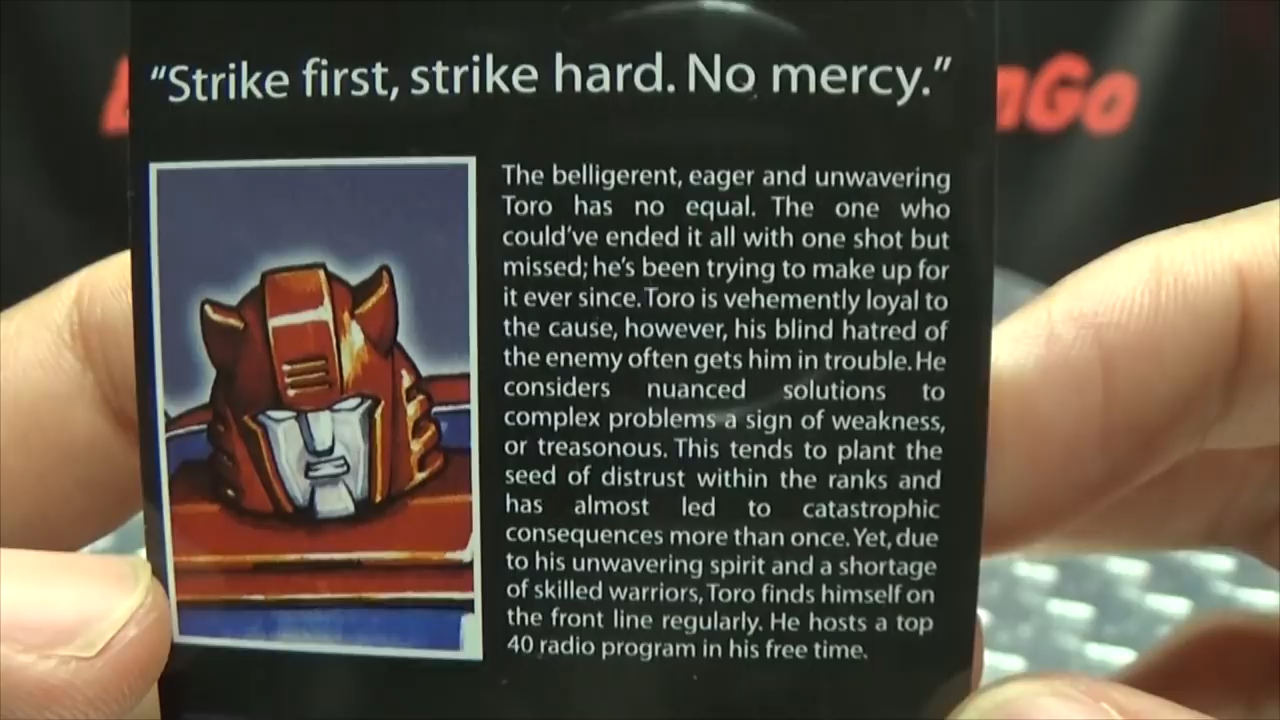 “Strike first, strike hard. No mercy.”
The belligerent, eager and unwavering
Toro has no equal. The one who
could’ve ended it all with one shot but
missed; he’s been trying to make up for
it ever since. Toro is vehemently loyal to
the cause, however, his blind hatred of
the enemy often gets him in trouble. He
considers nuanced solutions to
complex problems a sign of weakness,
or treasonous. This tends to plant the
seed of distrust within the ranks and
has almost led to catastrophic
consequences more than once. Yet, due
to his unwavering spirit and a shortage
of skilled warriors, Toro finds himself on
the front line regularly. He hosts a top
40 radio program in his free time.